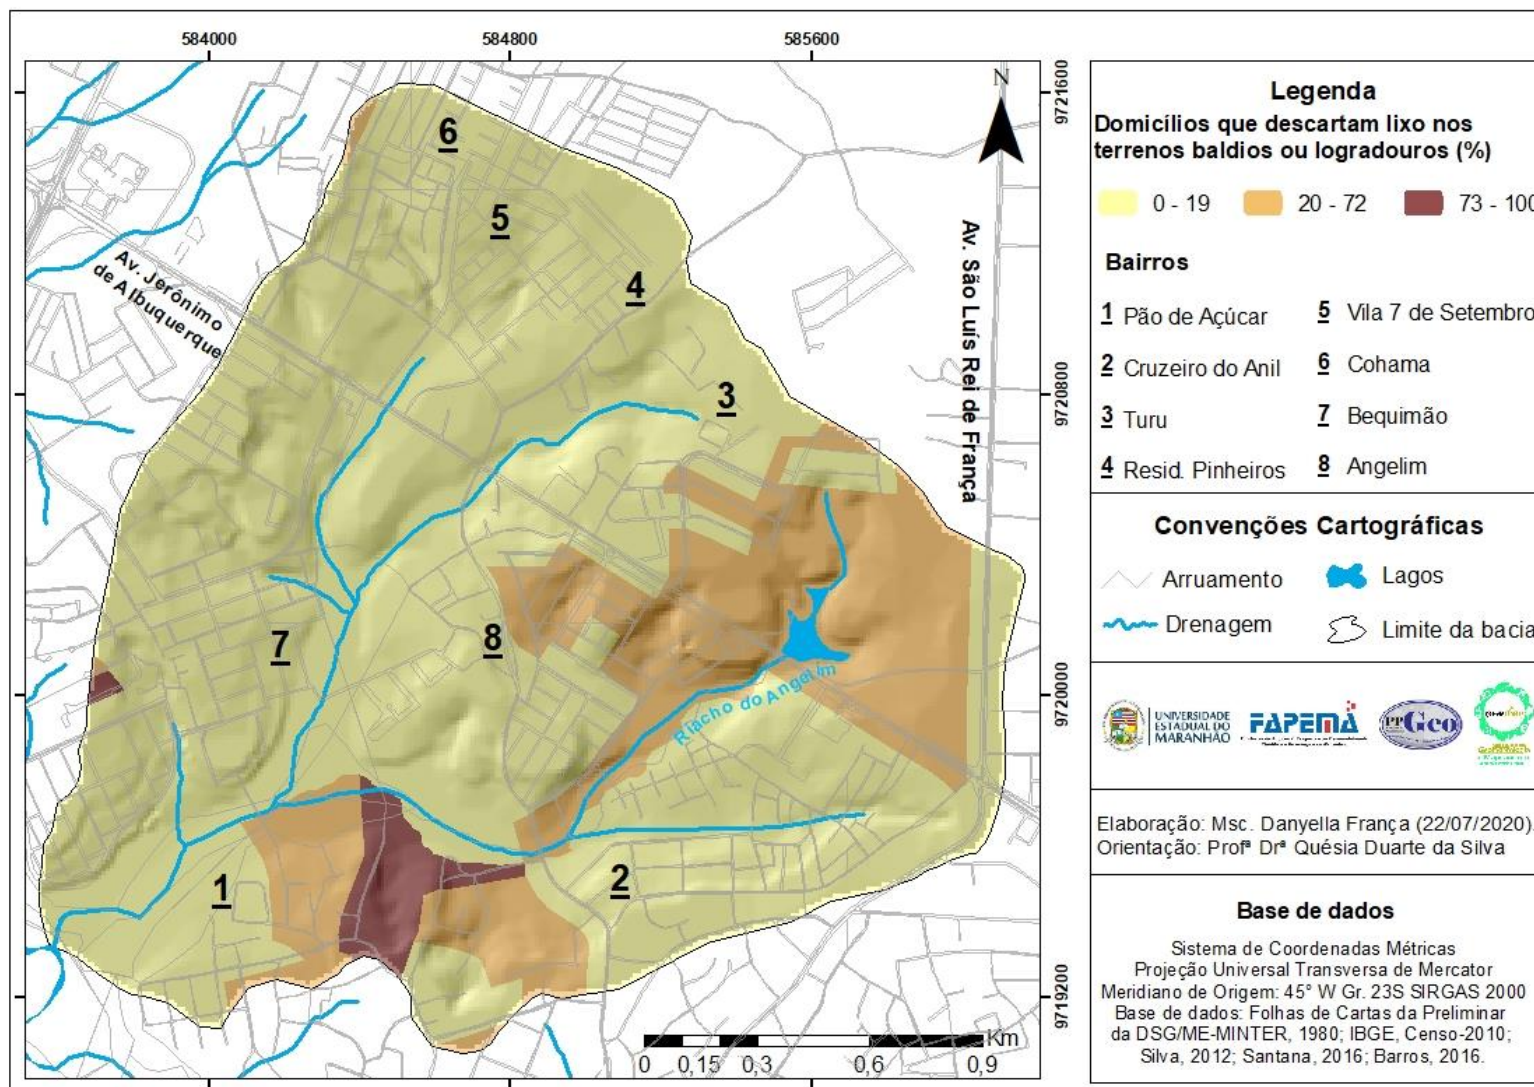 584000
584800
585600
N
9721600
9720800
9720000
9719200
Av. Jerônimo
de Albuquerque
Av. São Luís Rei de França
Riacho do Angelim
6
5
4
3
7
8
1
2
Km
0 0,15 0,3 0,6 0,9
Legenda
Domicílios que descartam lixo nos
terrenos baldios ou logradouros (%)
0 - 19 20 - 72 73 - 100
Bairros
1 Pão de Açúcar 5 Vila 7 de Setembro
2 Cruzeiro do Anil 6 Cohama
3 Turu 7 Bequimão
4 Resid. Pinheiros 8 Angelim
Convenções Cartográficas
Arruamento Lagos
Drenagem Limite da bacia
UNIVERSIDADE
ESTADUAL DO
MARANHÃO
FAPEMA
PPGeo
Elaboração: Msc. Danyella França (22/07/2020).
Orientação: Profª Drª Quésia Duarte da Silva
Base de dados
Sistema de Coordenadas Métricas
Projeção Universal Transversa de Mercator
Meridiano de Origem: 45° W Gr. 23S SIRGAS 2000
Base de dados: Folhas de Cartas da Preliminar
da DSG/ME-MINTER, 1980; IBGE, Censo-2010;
Silva, 2012; Santana, 2016; Barros, 2016.